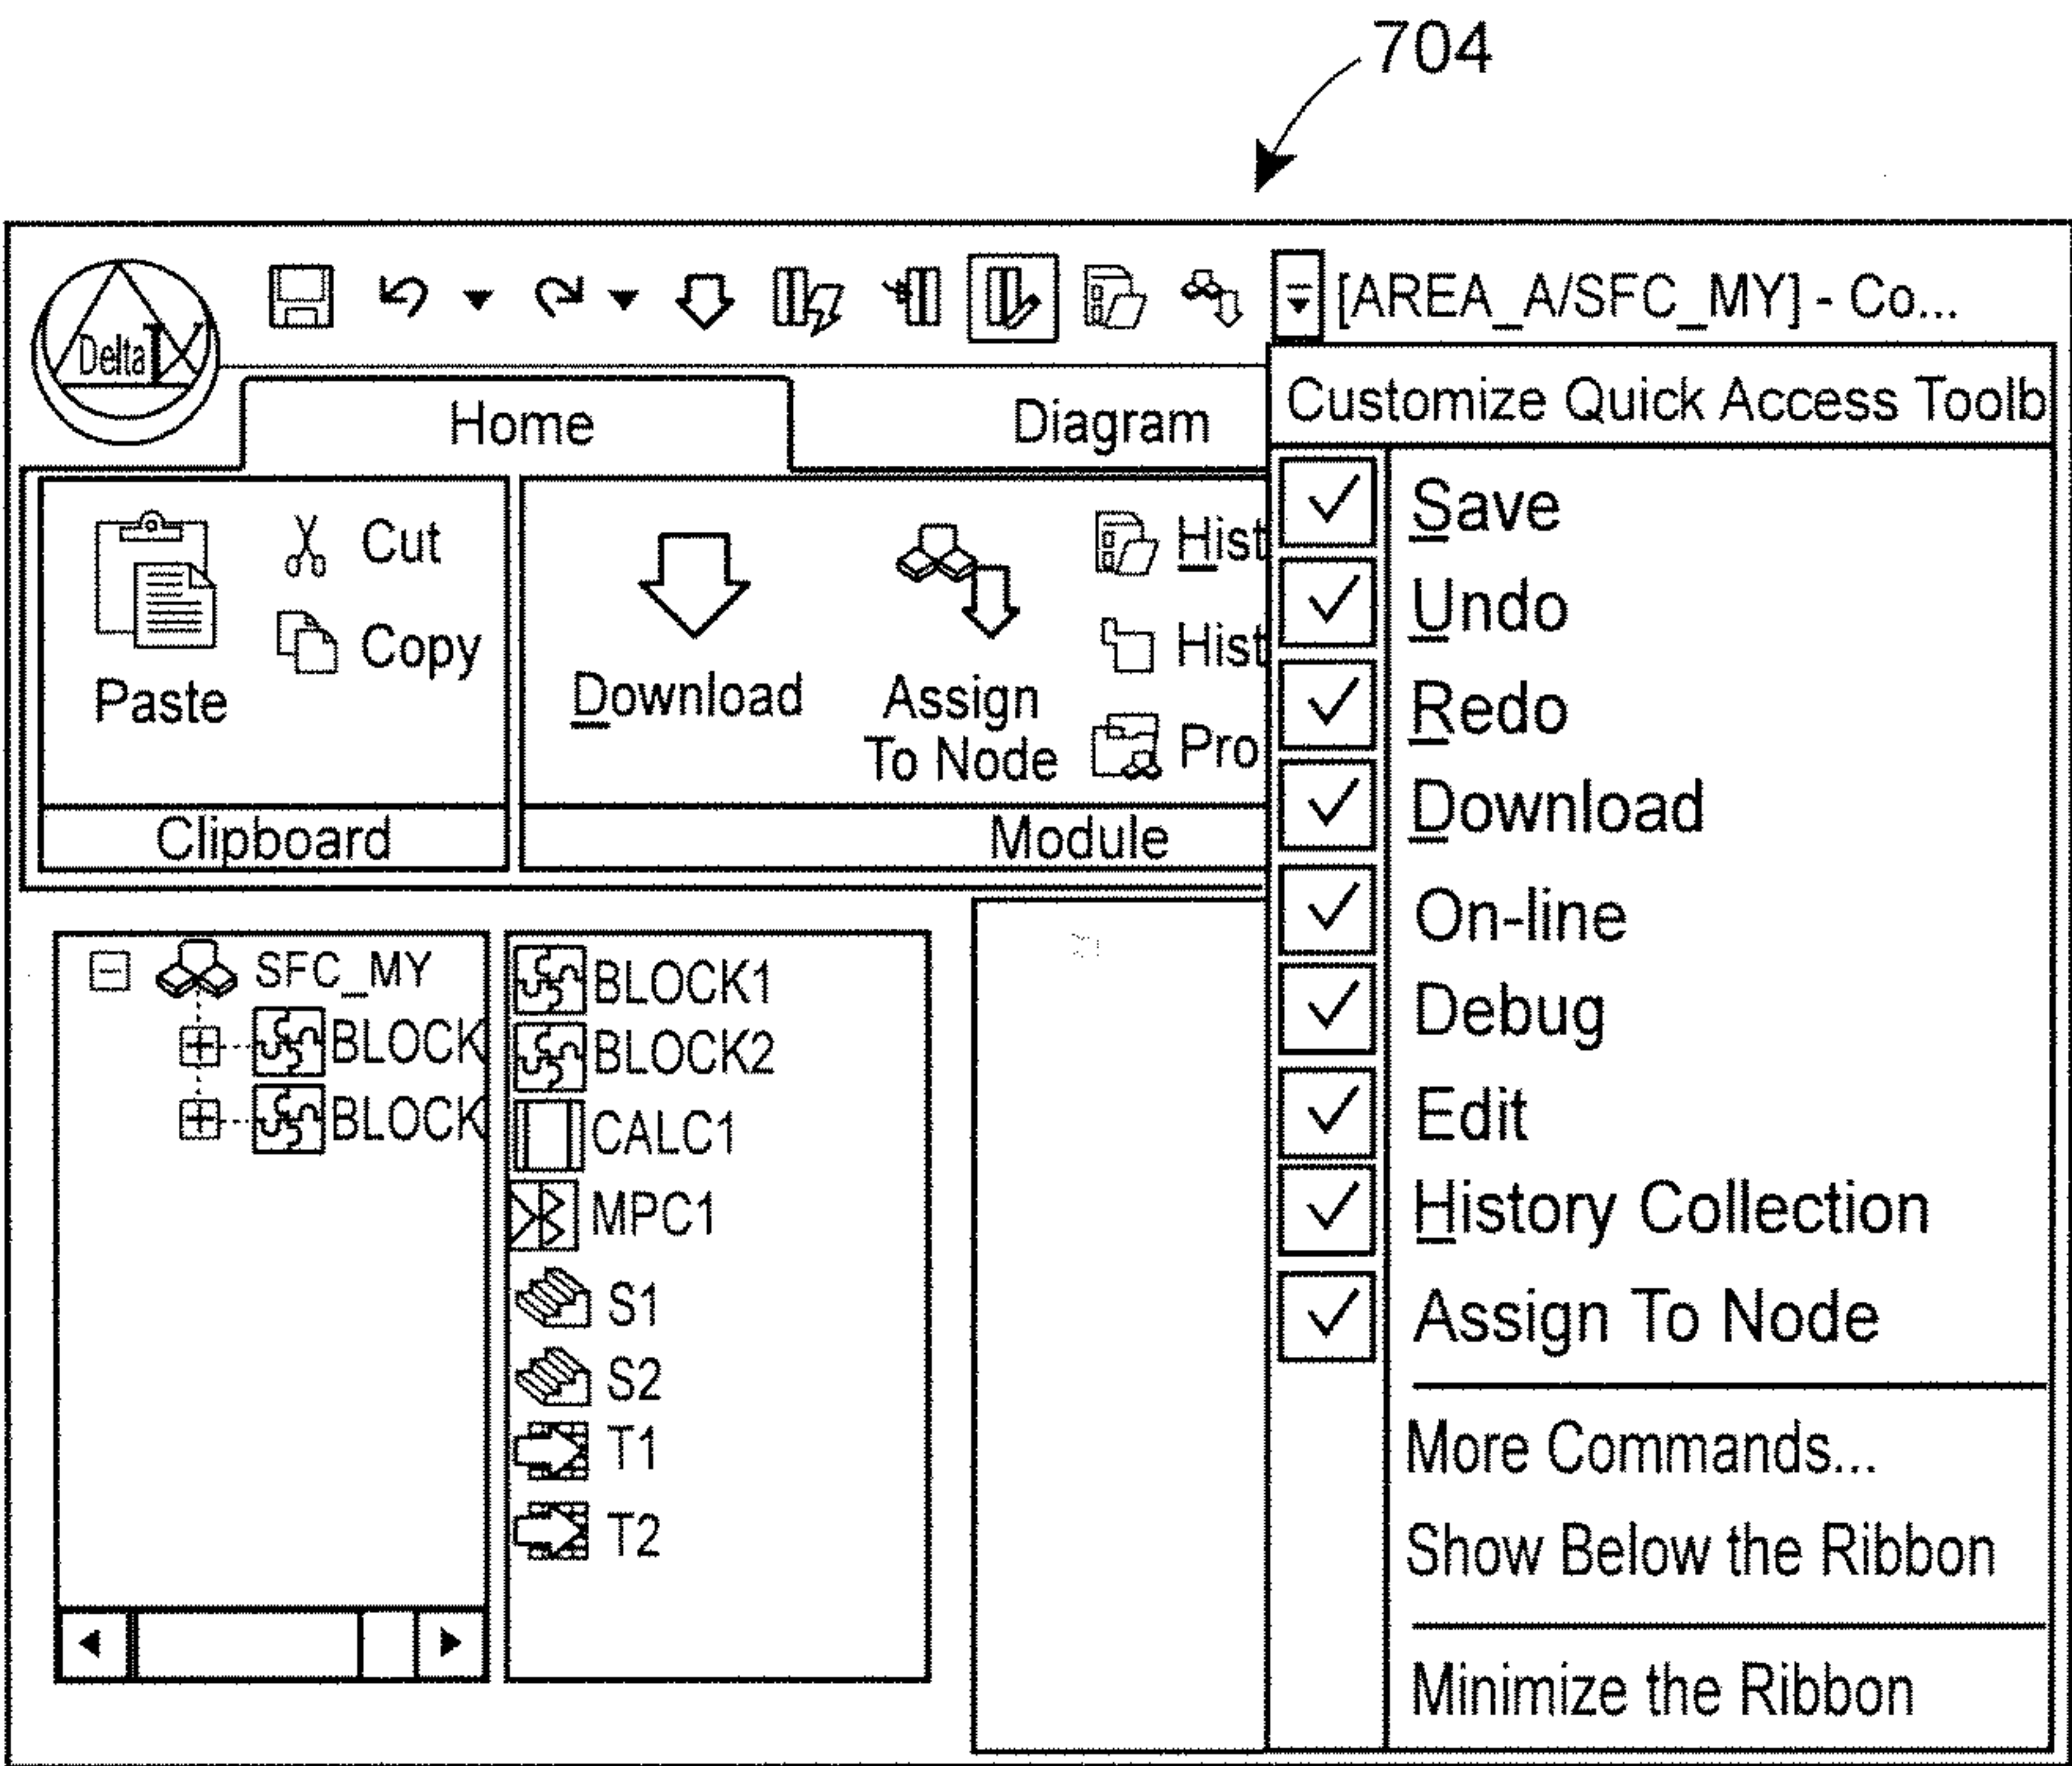 704
[AREA_A/SFC_MY] - Co...
DeltaV
Home
Diagram
Customize Quick Access Toolb
Paste
Cut
Copy
Clipboard
Download
Assign
To Node
Hist
Hist
Pro
Module
Save
Undo
Redo
Download
On-line
Debug
Edit
History Collection
Assign To Node
More Commands...
Show Below the Ribbon
Minimize the Ribbon
SFC_MY
BLOCK
BLOCK
BLOCK1
BLOCK2
CALC1
MPC1
S1
S2
T1
T2